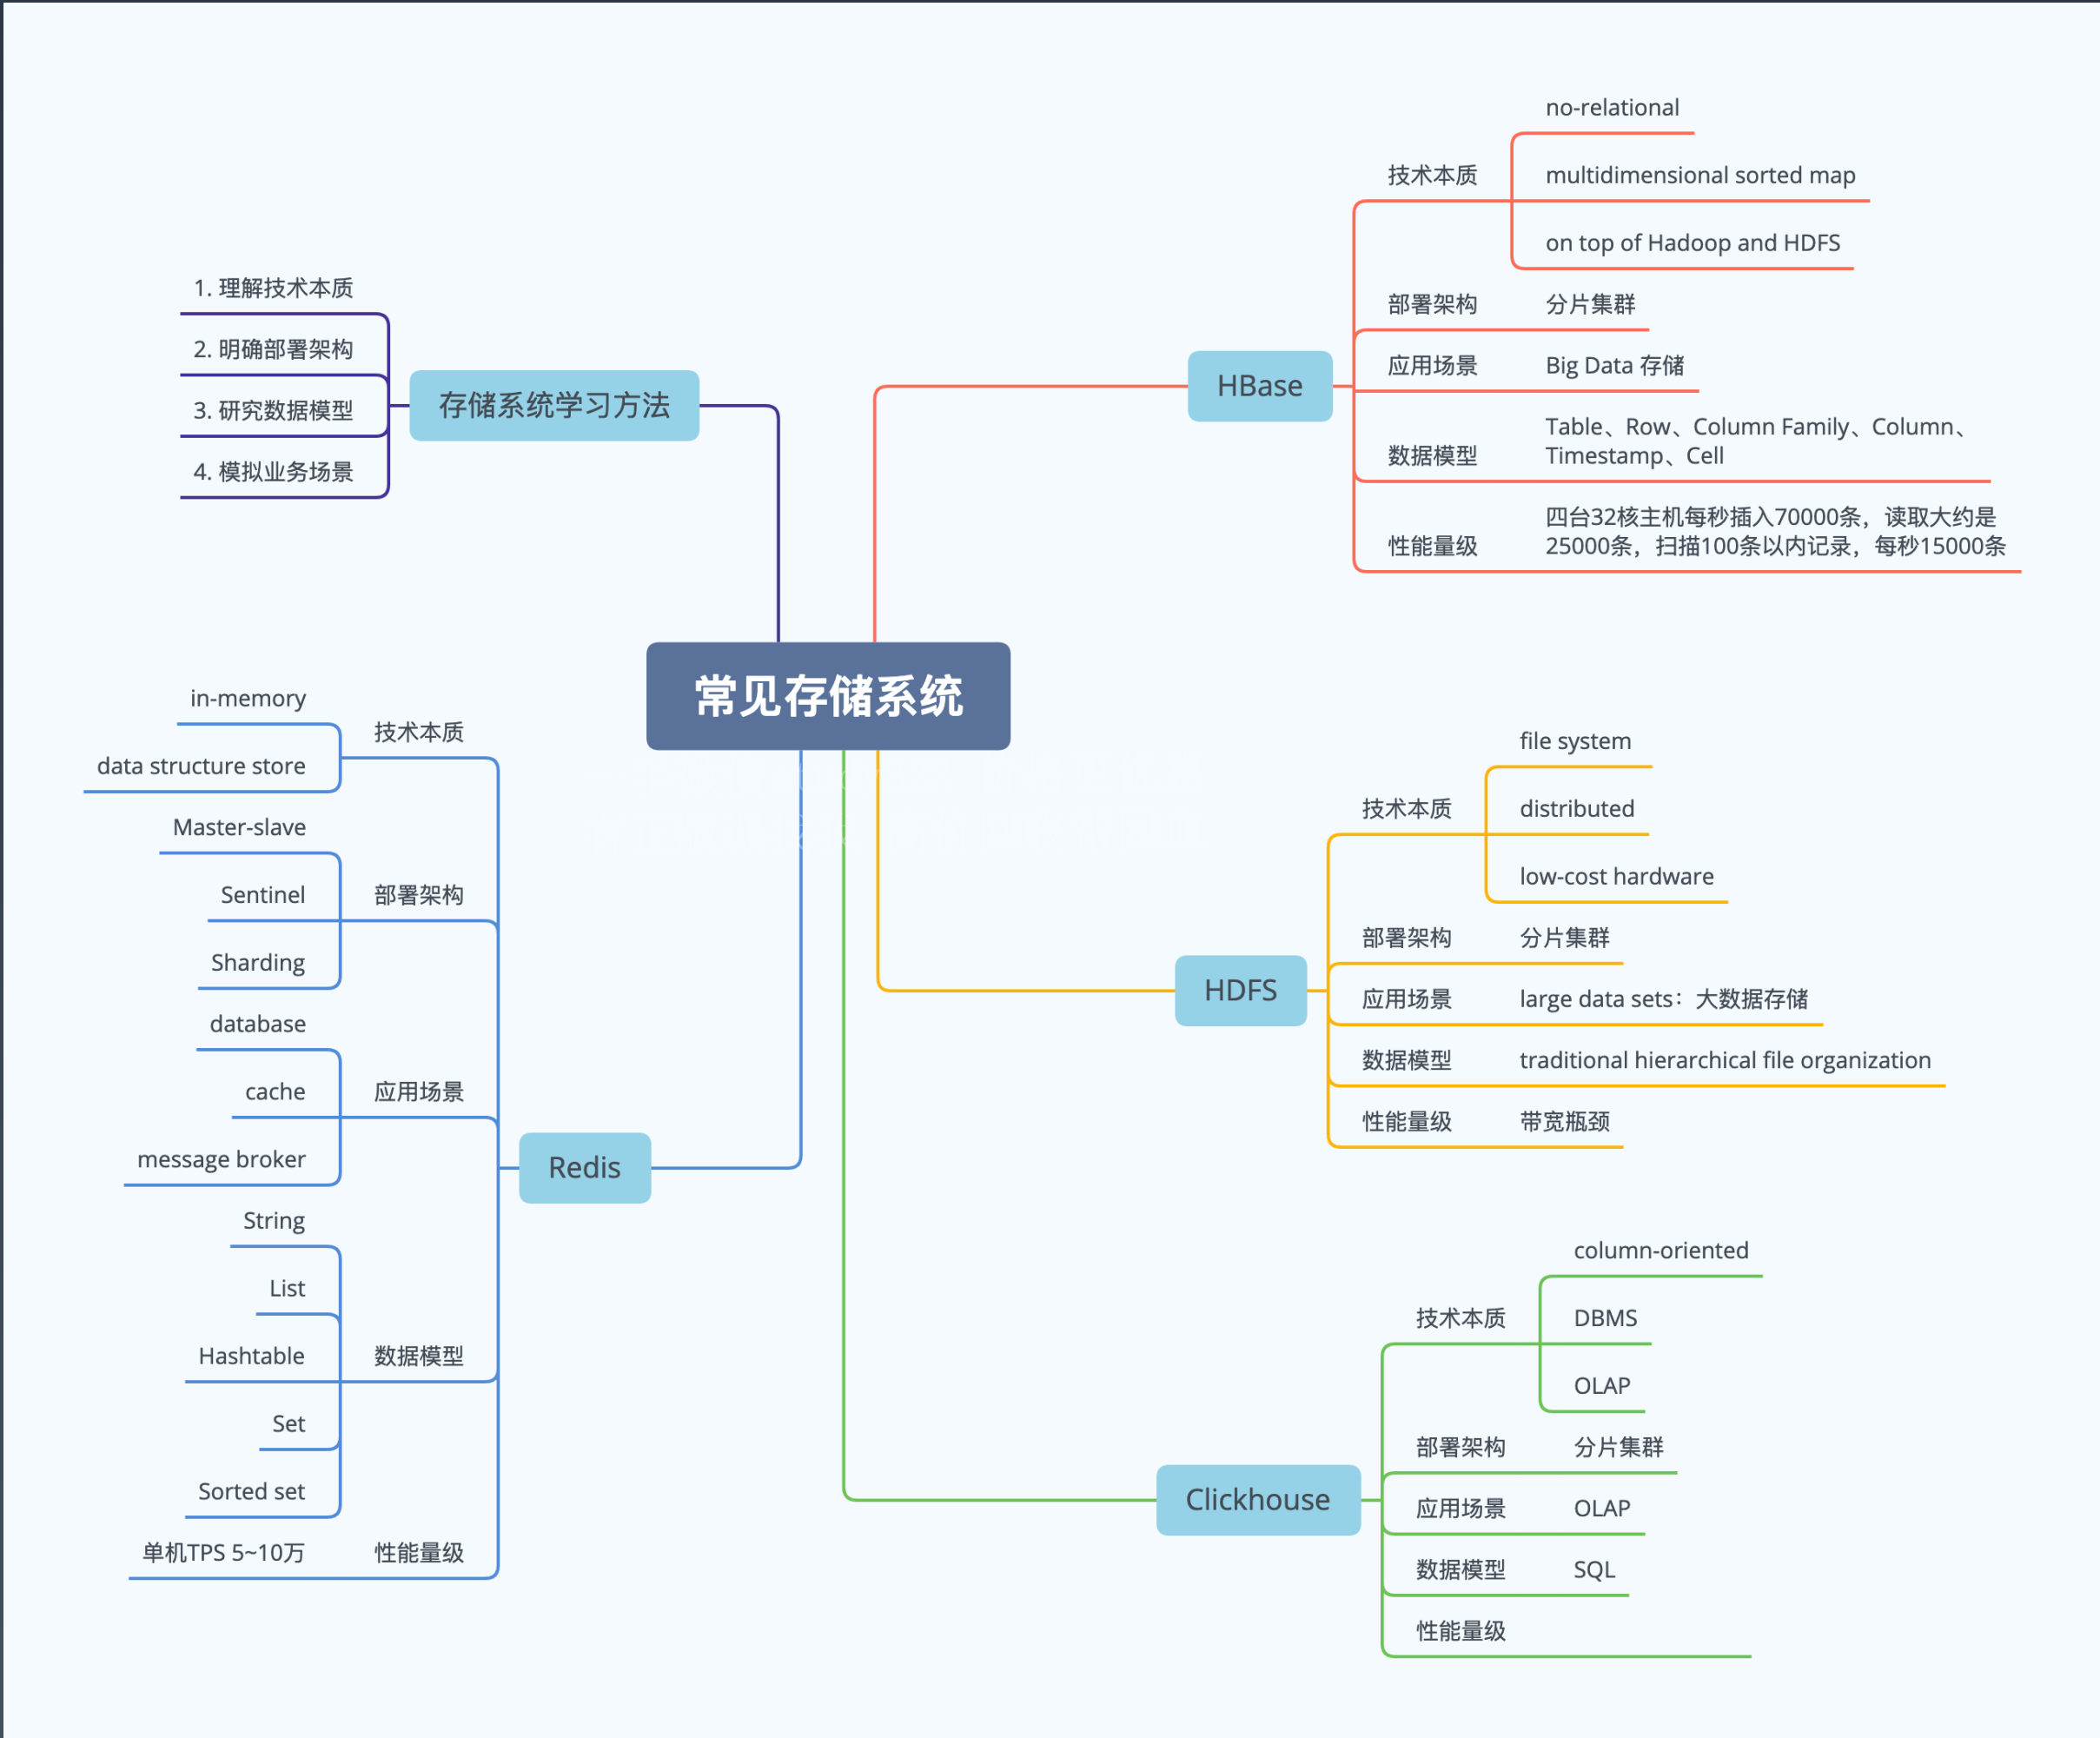 常见存储系统
存储系统学习方法
1. 理解技术本质
2. 明确部署架构
3. 研究数据模型
4. 模拟业务场景
Redis
技术本质
in-memory
data structure store
部署架构
Master-slave
Sentinel
Sharding
应用场景
database
cache
message broker
数据模型
String
List
Hashtable
Set
Sorted set
性能量级
单机TPS 5~10万
HBase
技术本质
no-relational
multidimensional sorted map
on top of Hadoop and HDFS
部署架构
分片集群
应用场景
Big Data 存储
数据模型
Table、Row、Column Family、Column、
Timestamp、Cell
性能量级
四台32核主机每秒插入70000条，读取大约是
25000条，扫描100条以内记录，每秒15000条
HDFS
技术本质
file system
distributed
low-cost hardware
部署架构
分片集群
应用场景
large data sets：大数据存储
数据模型
traditional hierarchical file organization
性能量级
带宽瓶颈
Clickhouse
技术本质
column-oriented
DBMS
OLAP
部署架构
分片集群
应用场景
OLAP
数据模型
SQL
性能量级